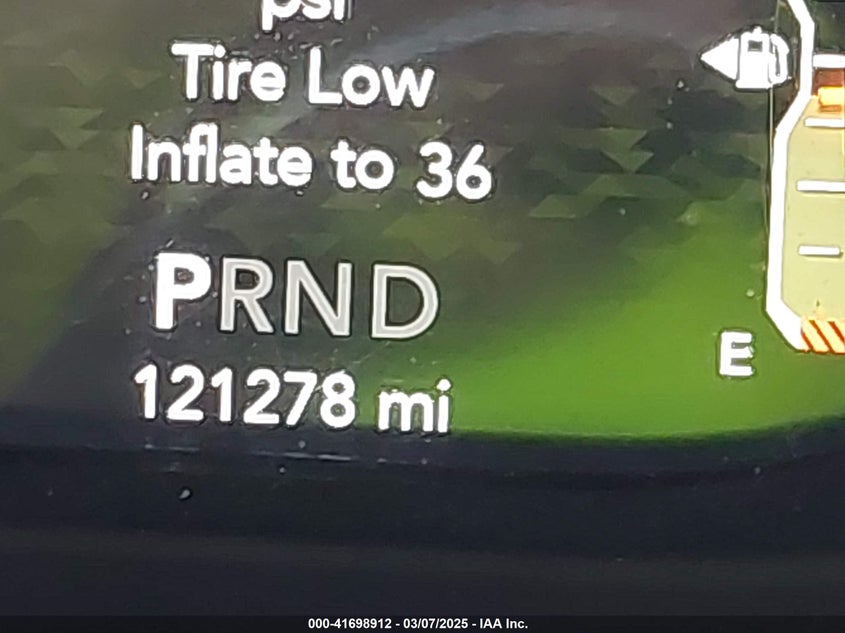 psi
Tire Low
Inflate to 36
PRND
121278 mi
E
000-41698912 - 03/07/2025 - IAA Inc.